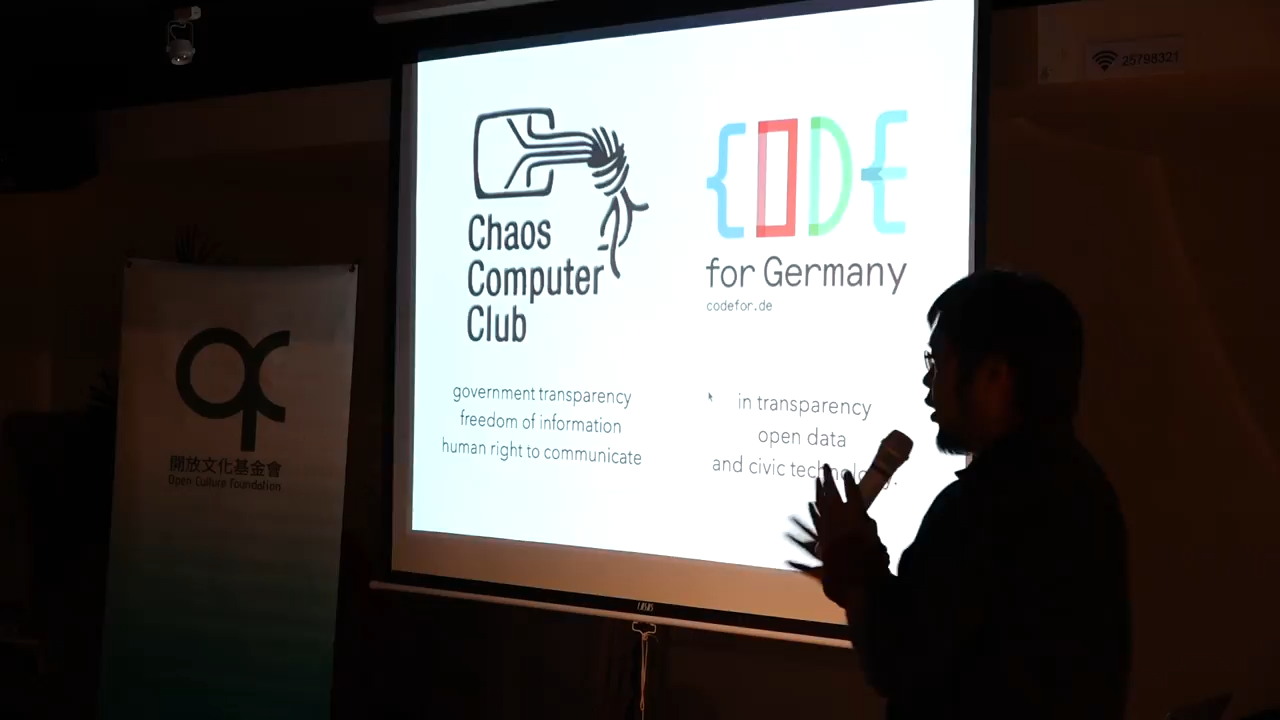 25798321
Chaos
Computer
Club
government transparency
freedom of information
human right to communicate
CODE
for Germany
codefor.de
in transparency
open data
and civic technology.
開放文化基金會
Open Culture Foundation